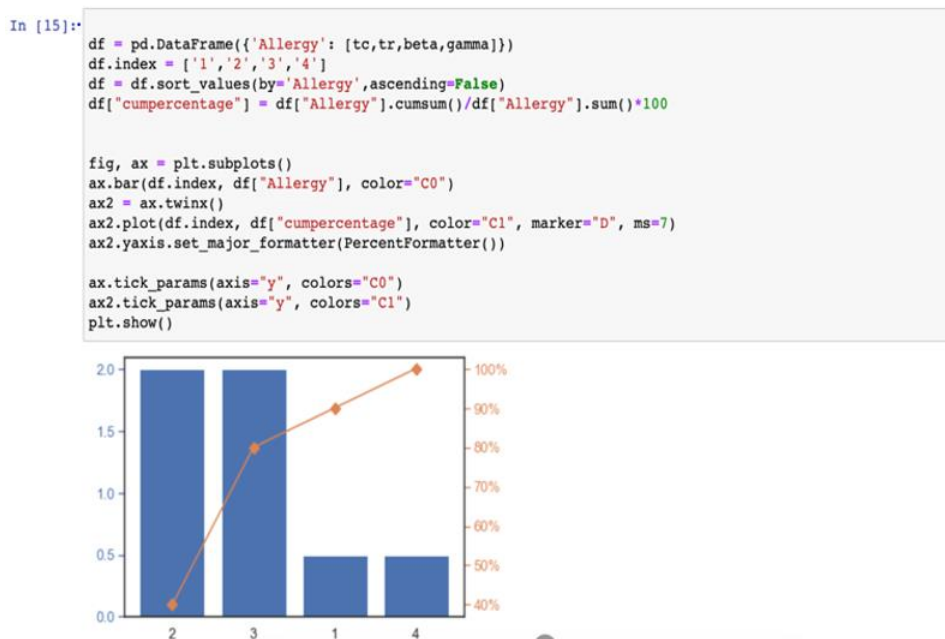 In [15]:
df = pd.DataFrame({'Allergy': [tc,tr,beta,gamma]})
df.index = ['1','2','3','4']
df = df.sort_values(by='Allergy',ascending=False)
df["cumpercentage"] = df["Allergy"].cumsum()/df["Allergy"].sum()*100
fig, ax = plt.subplots()
ax.bar(df.index, df["Allergy"], color="C0")
ax2 = ax.twinx()
ax2.plot(df.index, df["cumpercentage"], color="C1", marker="D", ms=7)
ax2.yaxis.set_major_formatter(PercentFormatter())
ax.tick_params(axis="y", colors="C0")
ax2.tick_params(axis="y", colors="C1")
plt.show()
2.0 100%
90%
1.5
80%
70%
1.0
60%
0.5
50%
40%
0.0
2 3 1 4